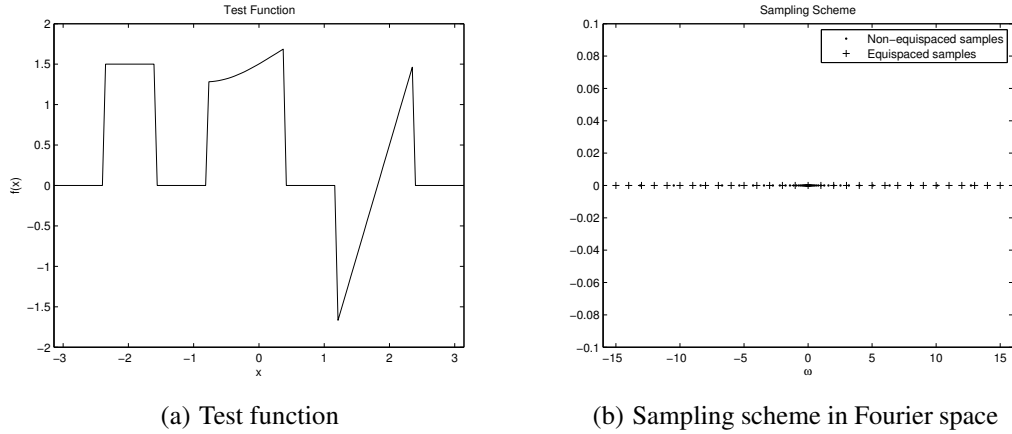 Test Function
2
1.5
1
0.5
0
−0.5
−1
−1.5
−2
f(x)
−3 −2 −1 0 1 2 3
x
(a) Test function
Sampling Scheme
0.1
0.08
0.06
0.04
0.02
0
−0.02
−0.04
−0.06
−0.08
−0.1
Non−equispaced samples
Equispaced samples
−15 −10 −5 0 5 10 15
ω
(b) Sampling scheme in Fourier space